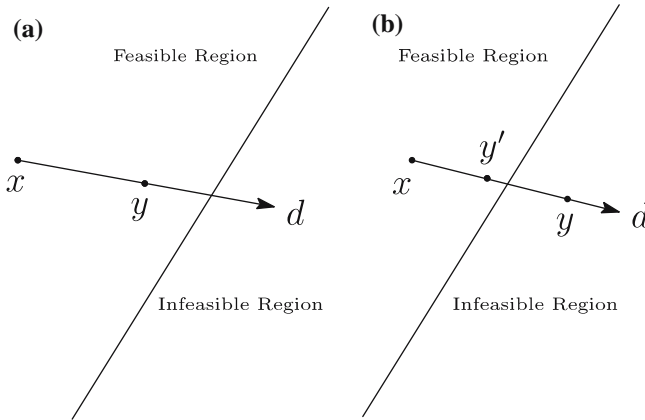 (a)
Feasible Region
x
y
d
Infeasible Region
(b)
Feasible Region
x
y′
y
d
Infeasible Region